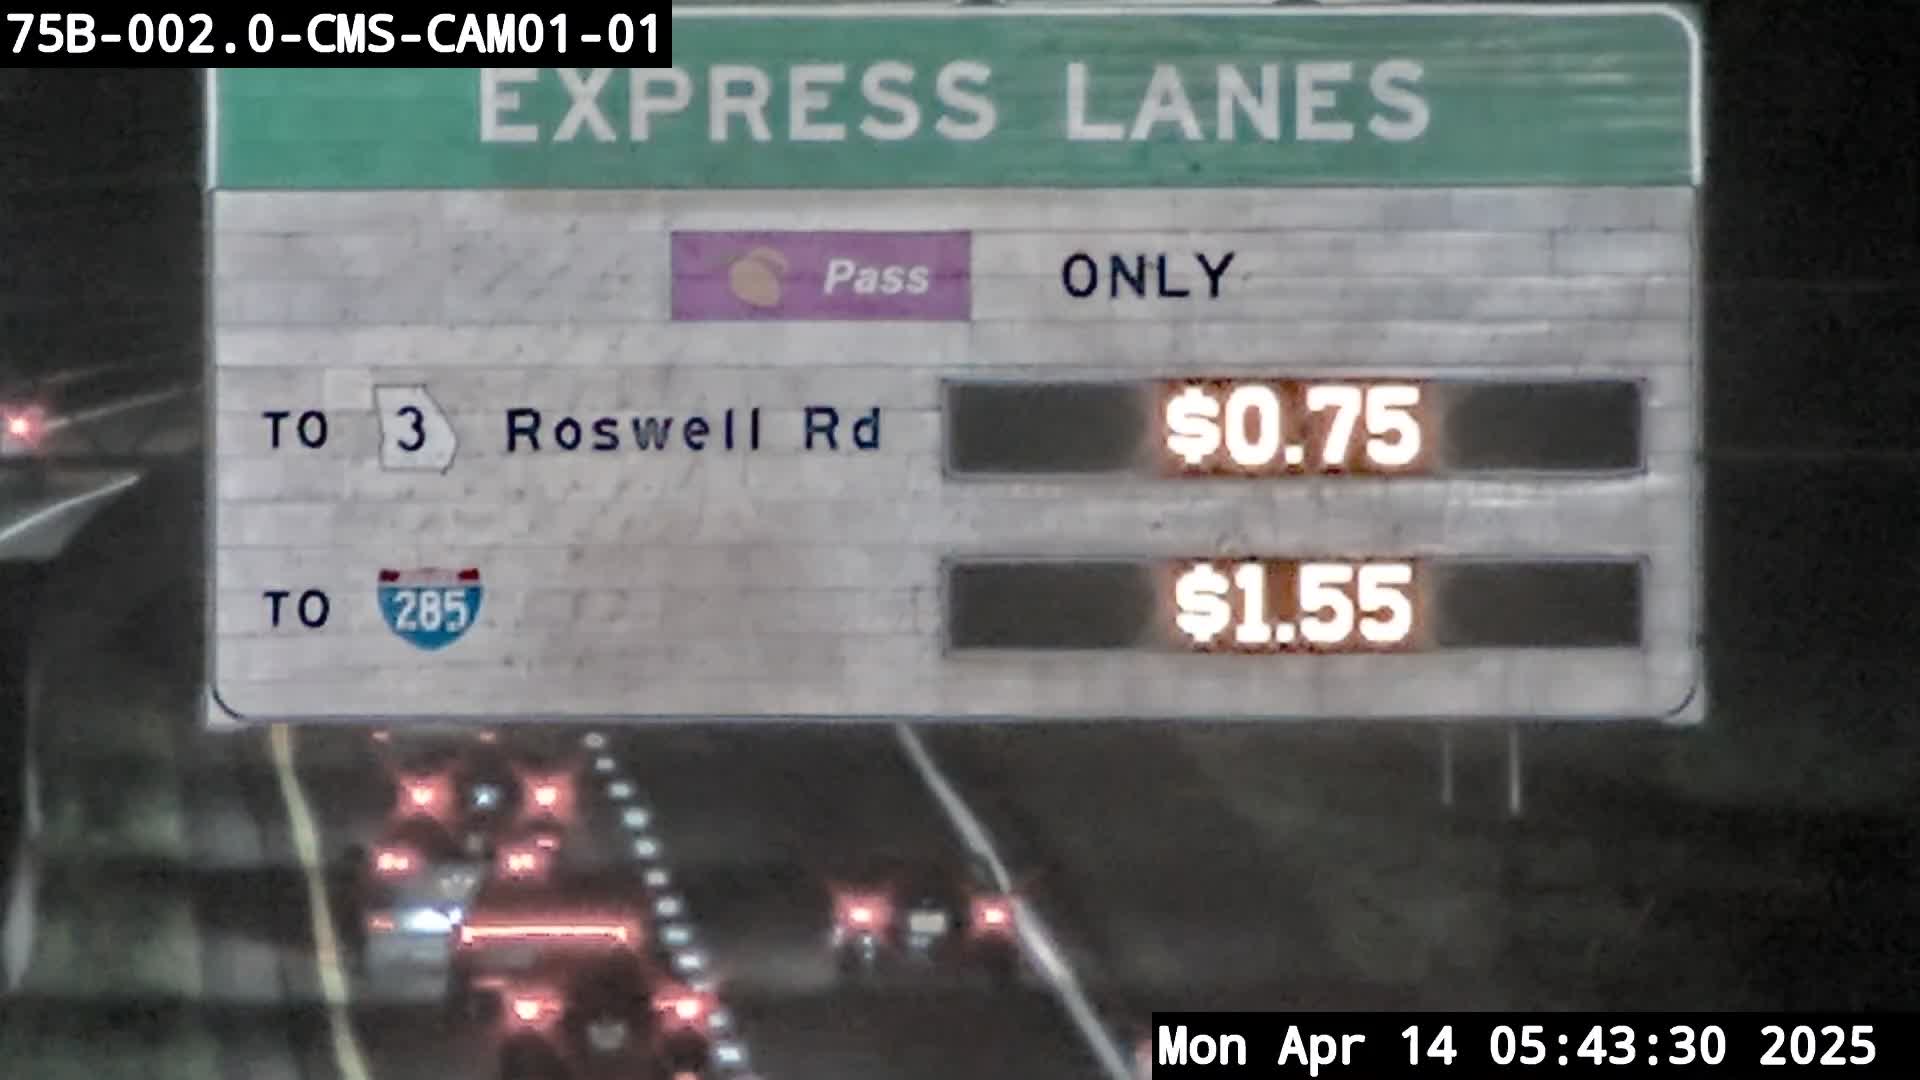 75B-002.0-CMS-CAM01-01
EXPRESS LANES
Pass ONLY
TO 3 Roswell Rd $0.75
TO 285 $1.55
Mon Apr 14 05:43:30 2025